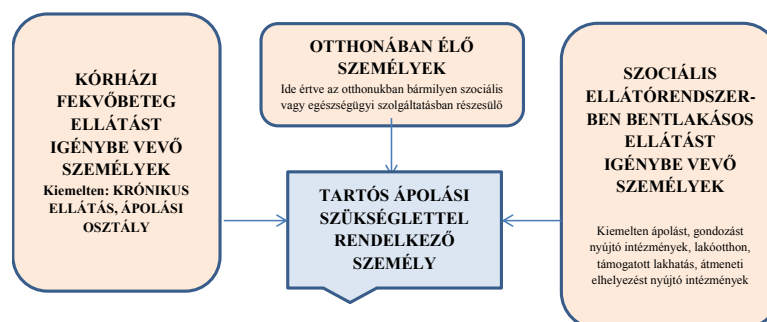 KÓRHÁZI
FEKVŐBETEG
ELLÁTÁST
IGÉNYBE VEVŐ
SZEMÉLYEK
Kiemelten: KRÓNIKUS
ELLÁTÁS, ÁPOLÁSI
OSZTÁLY
OTTHONÁBAN ÉLŐ
SZEMÉLYEK
Ide értve az otthonukban bármilyen szociális
vagy egészségügyi szolgáltatásban részesülő
TARTÓS ÁPOLÁSI
SZÜKSÉGLETTEL
RENDELKEZŐ
SZEMÉLY
SZOCIÁLIS
ELLÁTÓRENDSZER-
BEN BENTLAKÁSOS
ELLÁTÁST
IGÉNYBE VEVŐ
SZEMÉLYEK
Kiemelten ápolást, gondozást
nyújtó intézmények, lakóotthon,
támogatott lakhatás, átmeneti
elhelyezést nyújtó intézmények